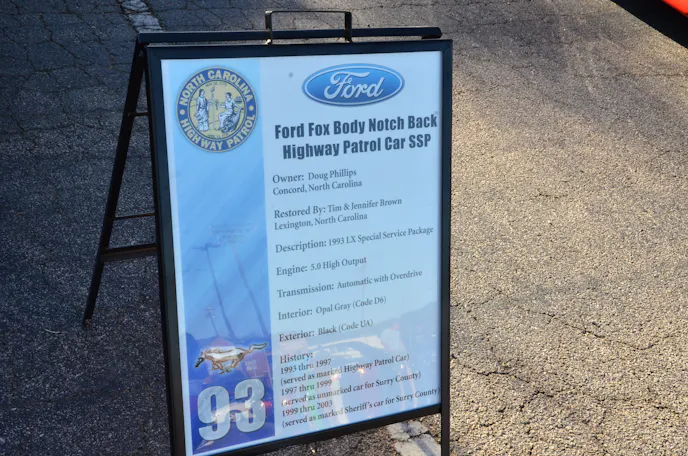 NORTH CAROLINA
HIGHWAY PATROL
Ford
Ford Fox Body Notch Back
Highway Patrol Car SSP
Owner: Doug Phillips
Concord, North Carolina
Restored By: Tim & Jennifer Brown
Lexington, North Carolina
Description: 1993 LX Special Service Package
Engine: 5.0 High Output
Transmission: Automatic with Overdrive
Interior: Opal Gray (Code D6)
Exterior: Black (Code UA)
History:
1993 thru 1997
(served as marked Highway Patrol Car)
1997 thru 1999
(served as unmarked car for Surry County)
1999 thru 2003
(served as marked Sheriff's car for Surry County)
93